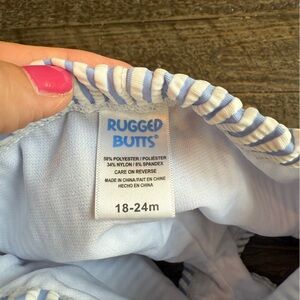 RUGGED
BUTTS®
58% POLYESTER / POLIÉSTER
34% NYLON / 8% SPANDEX
CARE ON REVERSE
MADE IN CHINA/FAIT EN CHINE
HECHO EN CHINA
18-24m